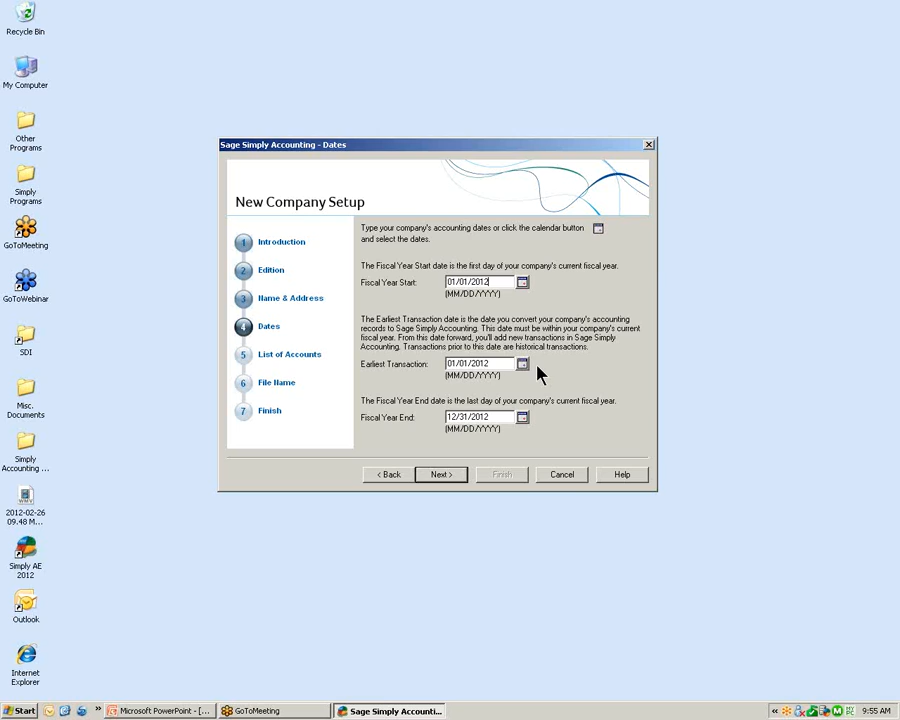 Recycle Bin
My Computer
Other
Programs
Simply
Programs
GoToMeeting
GoToWebinar
SDI
Misc.
Documents
Simply
Accounting ...
2012-02-26
09.48 M...
Simply AE
2012
Outlook
Internet
Explorer
Sage Simply Accounting - Dates
New Company Setup
1 Introduction
2 Edition
3 Name & Address
4 Dates
5 List of Accounts
6 File Name
7 Finish
Type your company's accounting dates or click the calendar button
and select the dates.
The Fiscal Year Start date is the first day of your company's current fiscal year.
Fiscal Year Start: 01/01/2012
(MM/DD/YYYY)
The Earliest Transaction date is the date you convert your company's accounting
records to Sage Simply Accounting. This date must be within your company's current
fiscal year. From this date forward, you'll add new transactions in Sage Simply
Accounting. Transactions prior to this date are historical transactions.
Earliest Transaction: 01/01/2012
(MM/DD/YYYY)
The Fiscal Year End date is the last day of your company's current fiscal year.
Fiscal Year End: 12/31/2012
(MM/DD/YYYY)
< Back Next > Finish Cancel Help
Start » Microsoft PowerPoint - [... GoToMeeting Sage Simply Accounti... « 9:55 AM